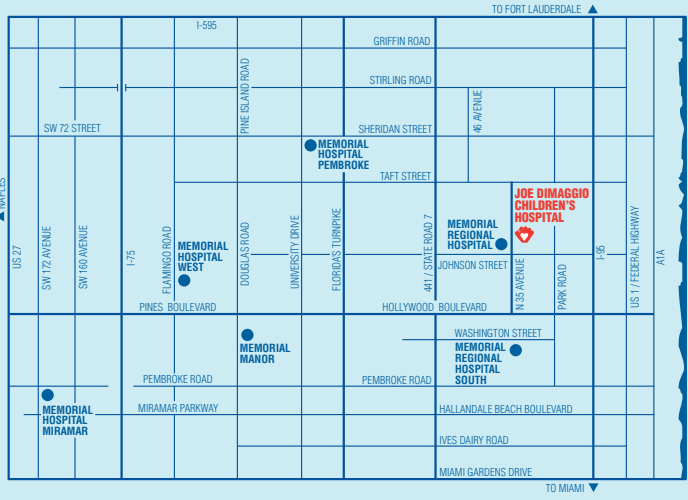 TO FORT LAUDERDALE
I-595
GRIFFIN ROAD
STIRLING ROAD
PINE ISLAND ROAD
46 AVENUE
SW 72 STREET
SHERIDAN STREET
MEMORIAL
HOSPITAL
PEMBROKE
TAFT STREET
NAPLES
JOE DIMAGGIO
CHILDREN'S
HOSPITAL
MEMORIAL
REGIONAL
HOSPITAL
JOHNSON STREET
US 27
SW 172 AVENUE
SW 160 AVENUE
I-75
FLAMINGO ROAD
MEMORIAL
HOSPITAL
WEST
DOUGLAS ROAD
UNIVERSITY DRIVE
FLORIDAS TURNPIKE
441 / STATE ROAD 7
N 35 AVENUE
PARK ROAD
I-95
US 1 / FEDERAL HIGHWAY
A1A
PINES BOULEVARD
HOLLYWOOD BOULEVARD
MEMORIAL
MANOR
WASHINGTON STREET
MEMORIAL
REGIONAL
HOSPITAL
SOUTH
PEMBROKE ROAD
PEMBROKE ROAD
MEMORIAL
HOSPITAL
MIRAMAR
MIRAMAR PARKWAY
HALLANDALE BEACH BOULEVARD
IVES DAIRY ROAD
MIAMI GARDENS DRIVE
TO MIAMI